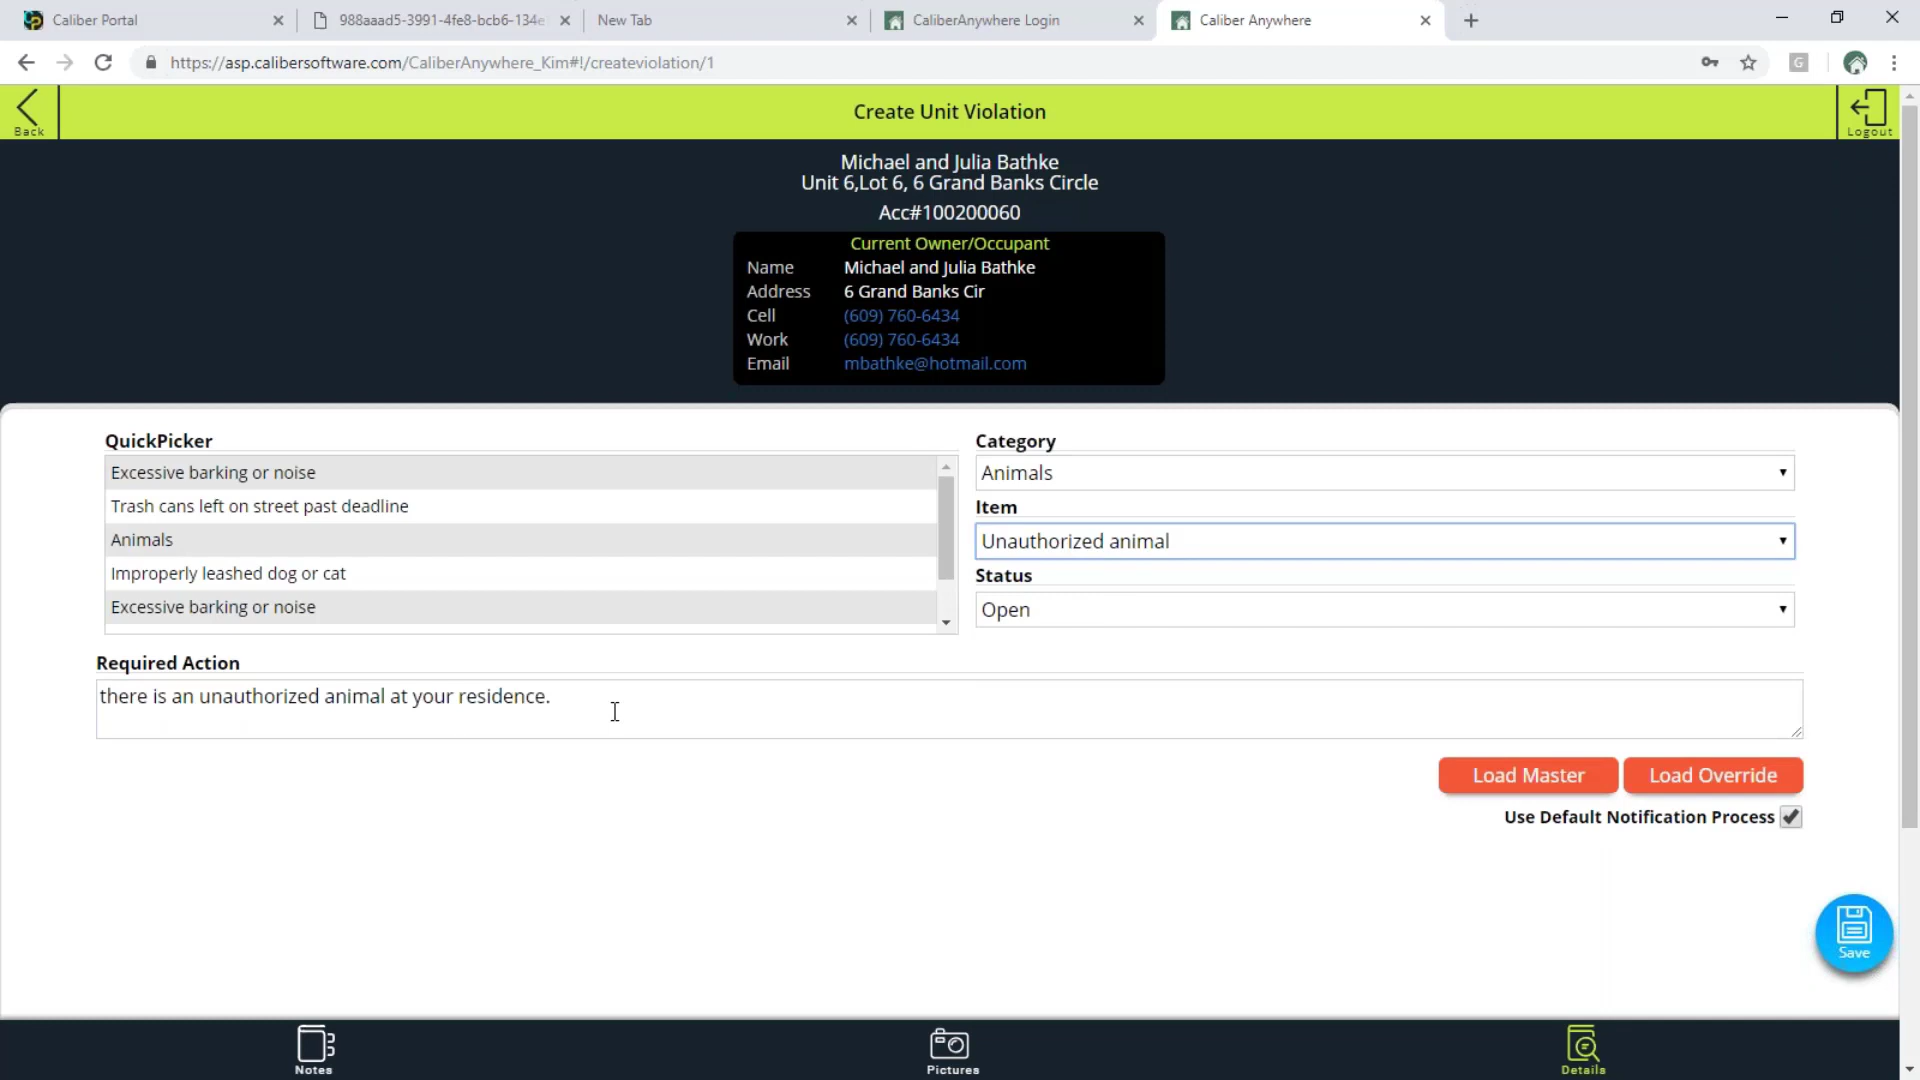 Caliber Portal
988aaad5-3991-4fe8-bcb6-134e
New Tab
CaliberAnywhere Login
Caliber Anywhere
https://asp.calibersoftware.com/CaliberAnywhere_Kim#!/createviolation/1
G
Back
Create Unit Violation
Logout
Michael and Julia Bathke
Unit 6,Lot 6, 6 Grand Banks Circle
Acc#100200060
Current Owner/Occupant
Name Michael and Julia Bathke
Address 6 Grand Banks Cir
Cell (609) 760-6434
Work (609) 760-6434
Email mbathke@hotmail.com
QuickPicker
Excessive barking or noise
Trash cans left on street past deadline
Animals
Improperly leashed dog or cat
Excessive barking or noise
Category
Animals
Item
Unauthorized animal
Status
Open
Required Action
there is an unauthorized animal at your residence.
Load Master
Load Override
Use Default Notification Process
Save
Notes
Pictures
Details